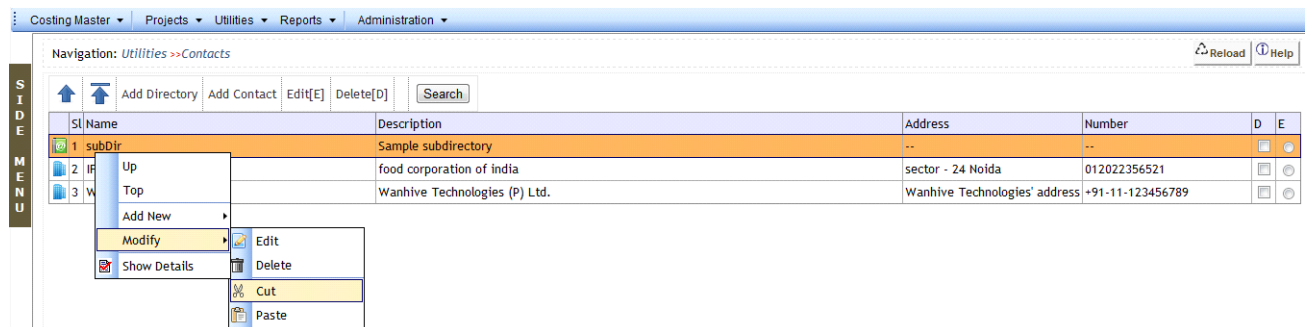 Costing Master Projects Utilities Reports Administration
Navigation: Utilities >>Contacts Reload Help
SIDE MENU
Add Directory Add Contact Edit[E] Delete[D] Search
Sl Name Description Address Number D E
1 subDir Sample subdirectory -- --
2 food corporation of india sector - 24 Noida 012022356521
3 Wanhive Technologies (P) Ltd. Wanhive Technologies' address +91-11-123456789
Up
Top
Add New
Modify
Show Details
Edit
Delete
Cut
Paste